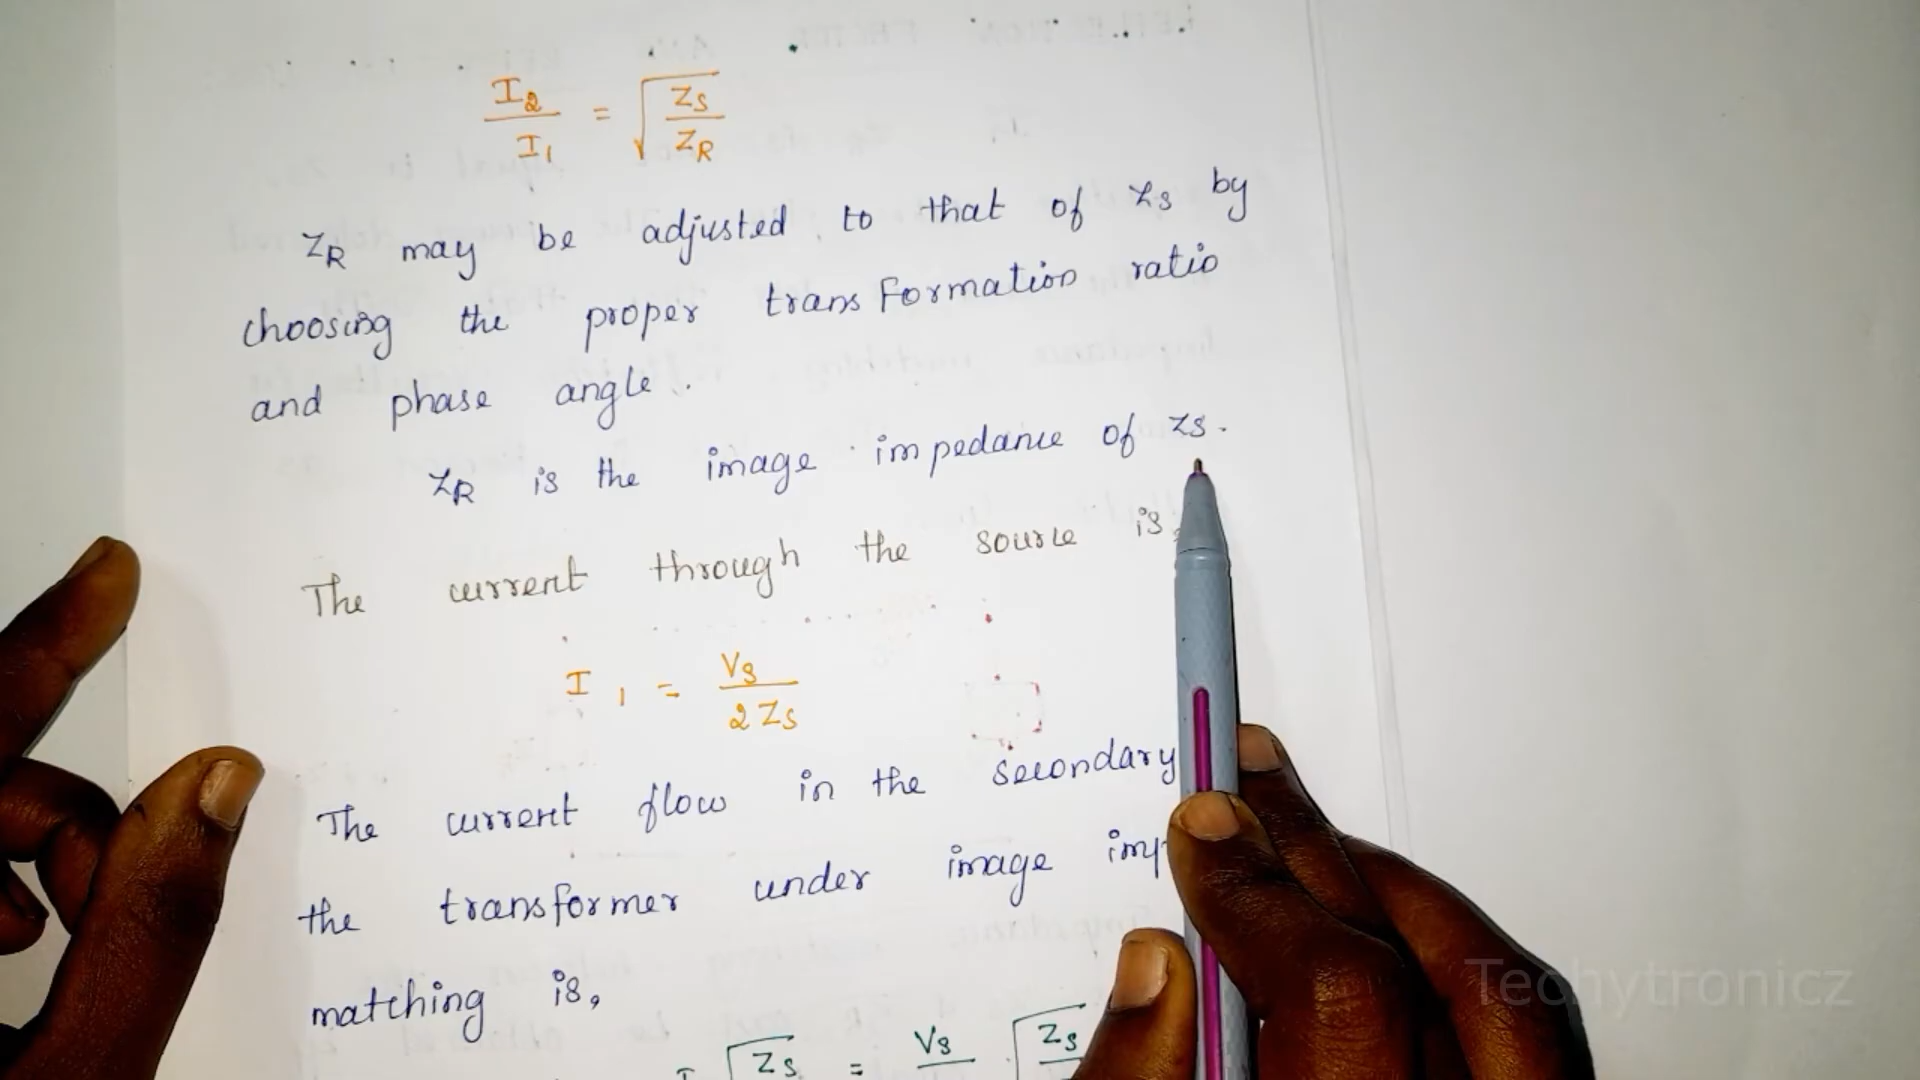 I2 / I1 = √(ZS / ZR)
ZR may be adjusted to that of Zs by
choosing the proper transFormation ratio
and phase angle.
ZR is the image impedance of Zs.
The current through the source is,
I1 = Vs / 2ZS
The current flow in the secondary
the transformer under image imp
matching is,
√ZS = Vs √Zs
Techytronicz